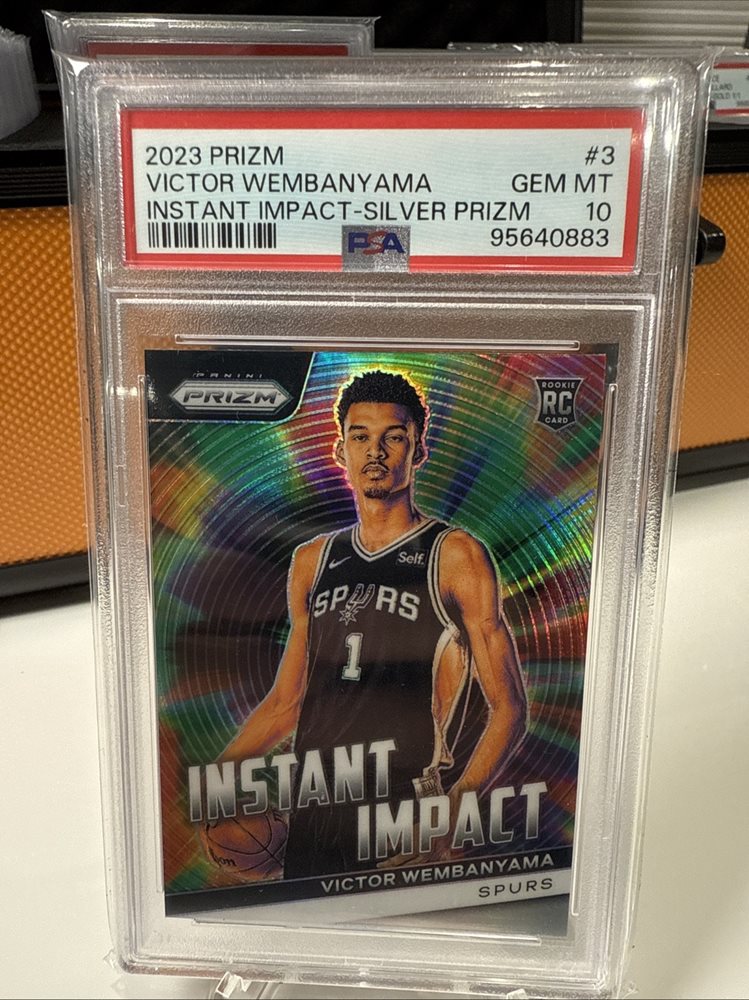 2023 PRIZM #3
VICTOR WEMBANYAMA GEM MT
INSTANT IMPACT-SILVER PRIZM 10
PSA 95640883
PANINI
PRIZM
ROOKIE
RC
CARD
Self.
SPURS
1
INSTANT
IMPACT
VICTOR WEMBANYAMA
SPURS